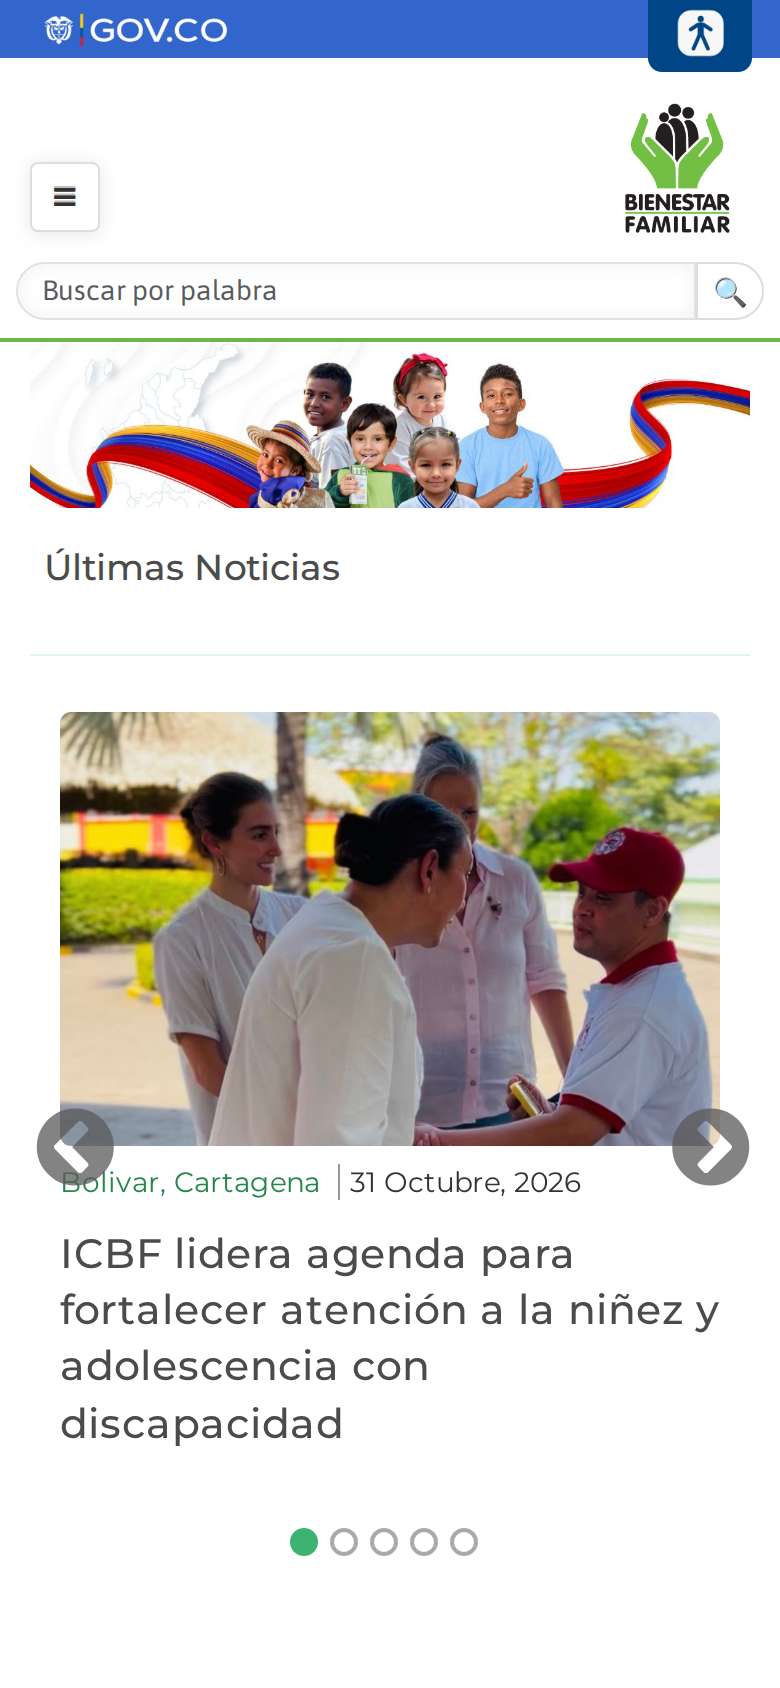 GOV.CO
BIENESTAR
FAMILIAR
Buscar por palabra
Últimas Noticias
Bolivar, Cartagena
31 Octubre, 2026
ICBF lidera agenda para
fortalecer atención a la niñez y
adolescencia con
discapacidad